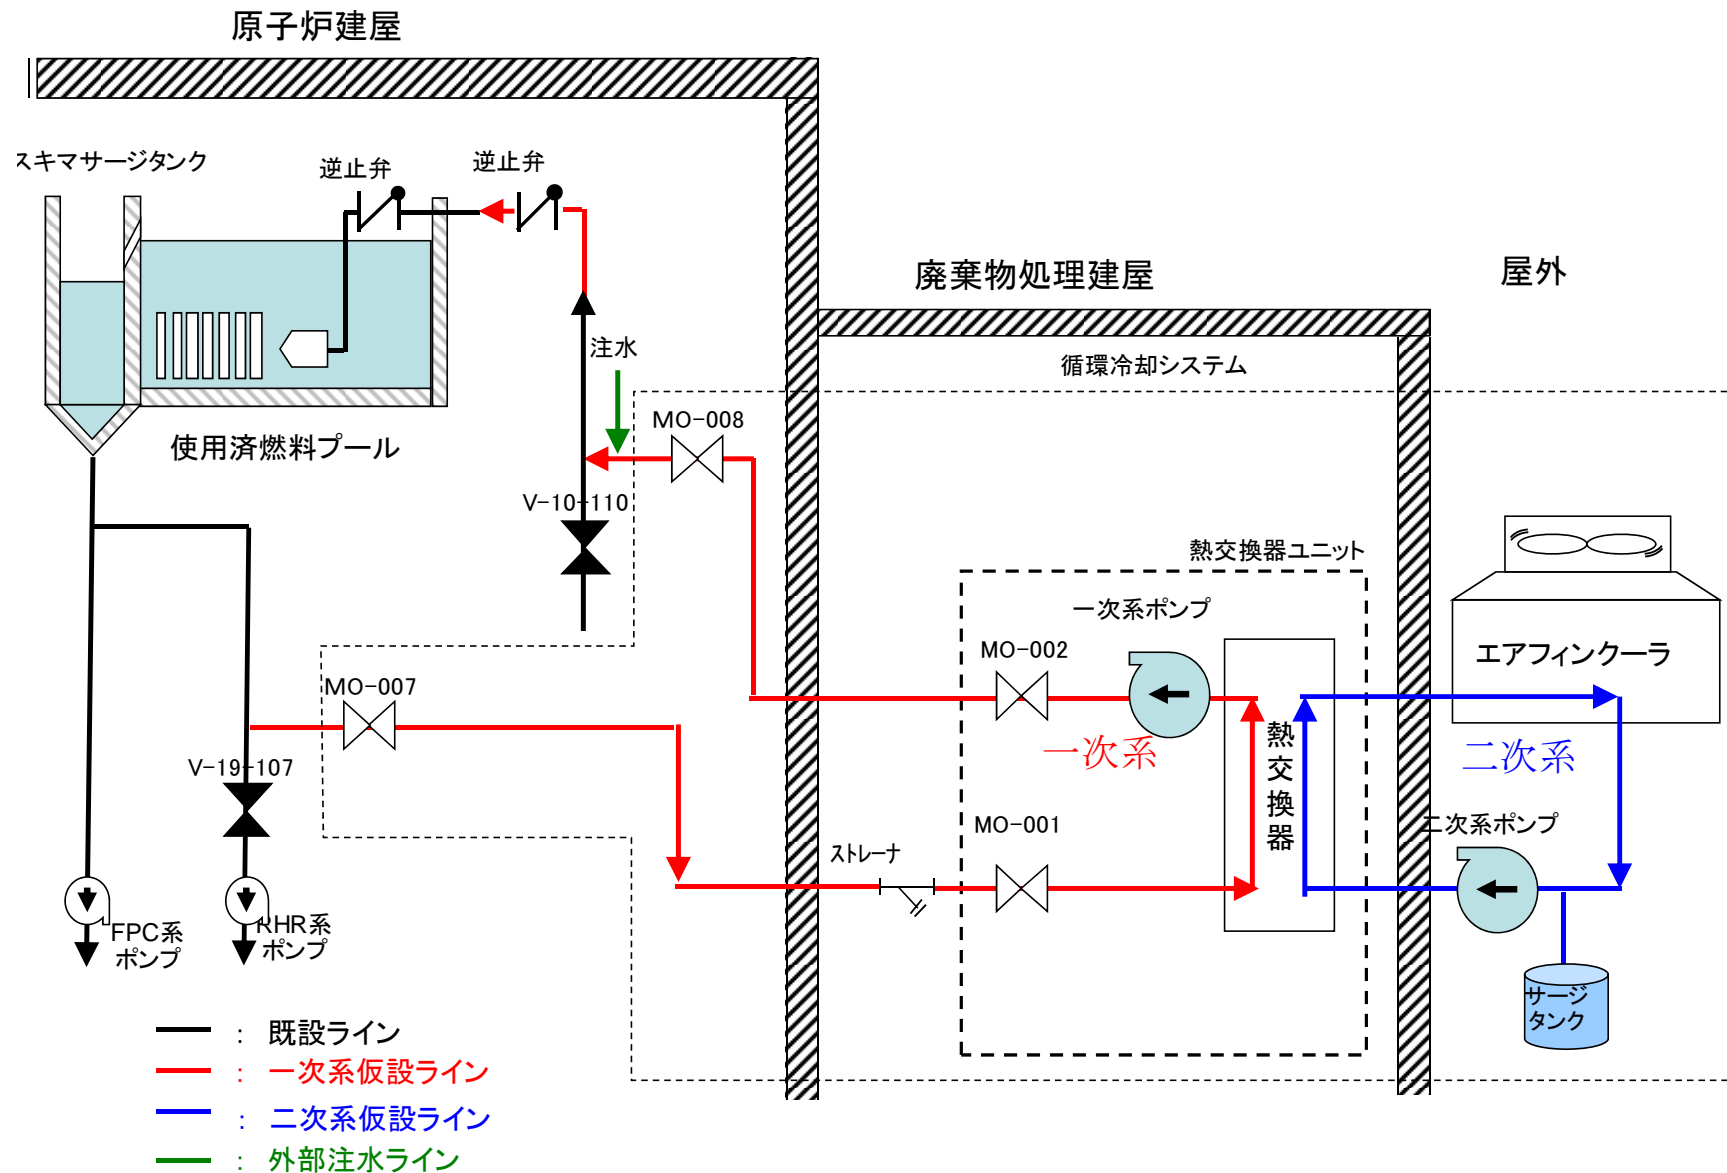 原子炉建屋
スキマサージタンク
逆止弁
逆止弁
廃棄物処理建屋
屋外
注水
循環冷却システム
MO-008
使用済燃料プール
V-10-110
熱交換器ユニット
一次系ポンプ
MO-002
エアフィンクーラ
MO-007
一次系
熱交換器
二次系
V-19-107
MO-001
二次系ポンプ
ストレーナ
FPC系
ポンプ
RHR系
ポンプ
サージ
タンク
: 既設ライン
: 一次系仮設ライン
: 二次系仮設ライン
: 外部注水ライン